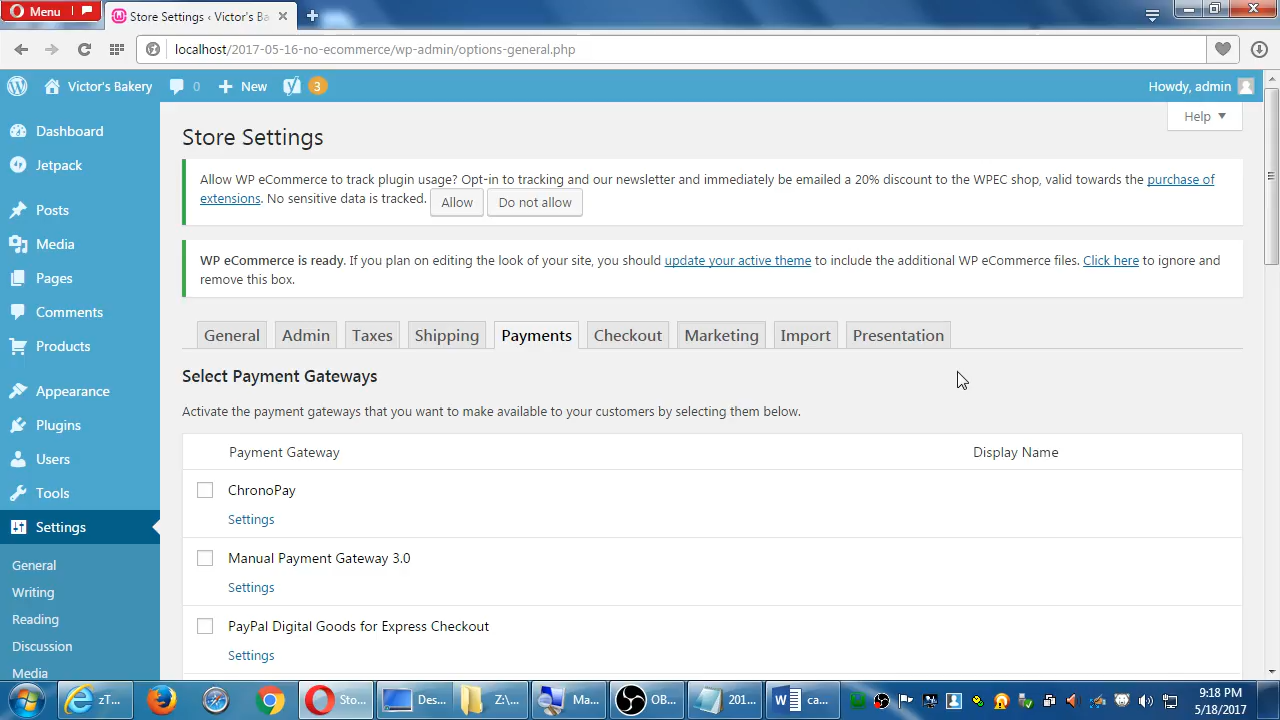 Menu
Store Settings ‹ Victor's Ba
localhost/2017-05-16-no-ecommerce/wp-admin/options-general.php
Victor's Bakery
0
New
3
Howdy, admin
Help
Dashboard
Jetpack
Posts
Media
Pages
Comments
Products
Appearance
Plugins
Users
Tools
Settings
General
Writing
Reading
Discussion
Media
Store Settings
Allow WP eCommerce to track plugin usage? Opt-in to tracking and our newsletter and immediately be emailed a 20% discount to the WPEC shop, valid towards the purchase of
extensions. No sensitive data is tracked. Allow Do not allow
WP eCommerce is ready. If you plan on editing the look of your site, you should update your active theme to include the additional WP eCommerce files. Click here to ignore and
remove this box.
General Admin Taxes Shipping Payments Checkout Marketing Import Presentation
Select Payment Gateways
Activate the payment gateways that you want to make available to your customers by selecting them below.
Payment Gateway Display Name
ChronoPay
Settings
Manual Payment Gateway 3.0
Settings
PayPal Digital Goods for Express Checkout
Settings
zT... Sto... Des... Z:\... Ma... OB... 201... ca...
9:18 PM
5/18/2017